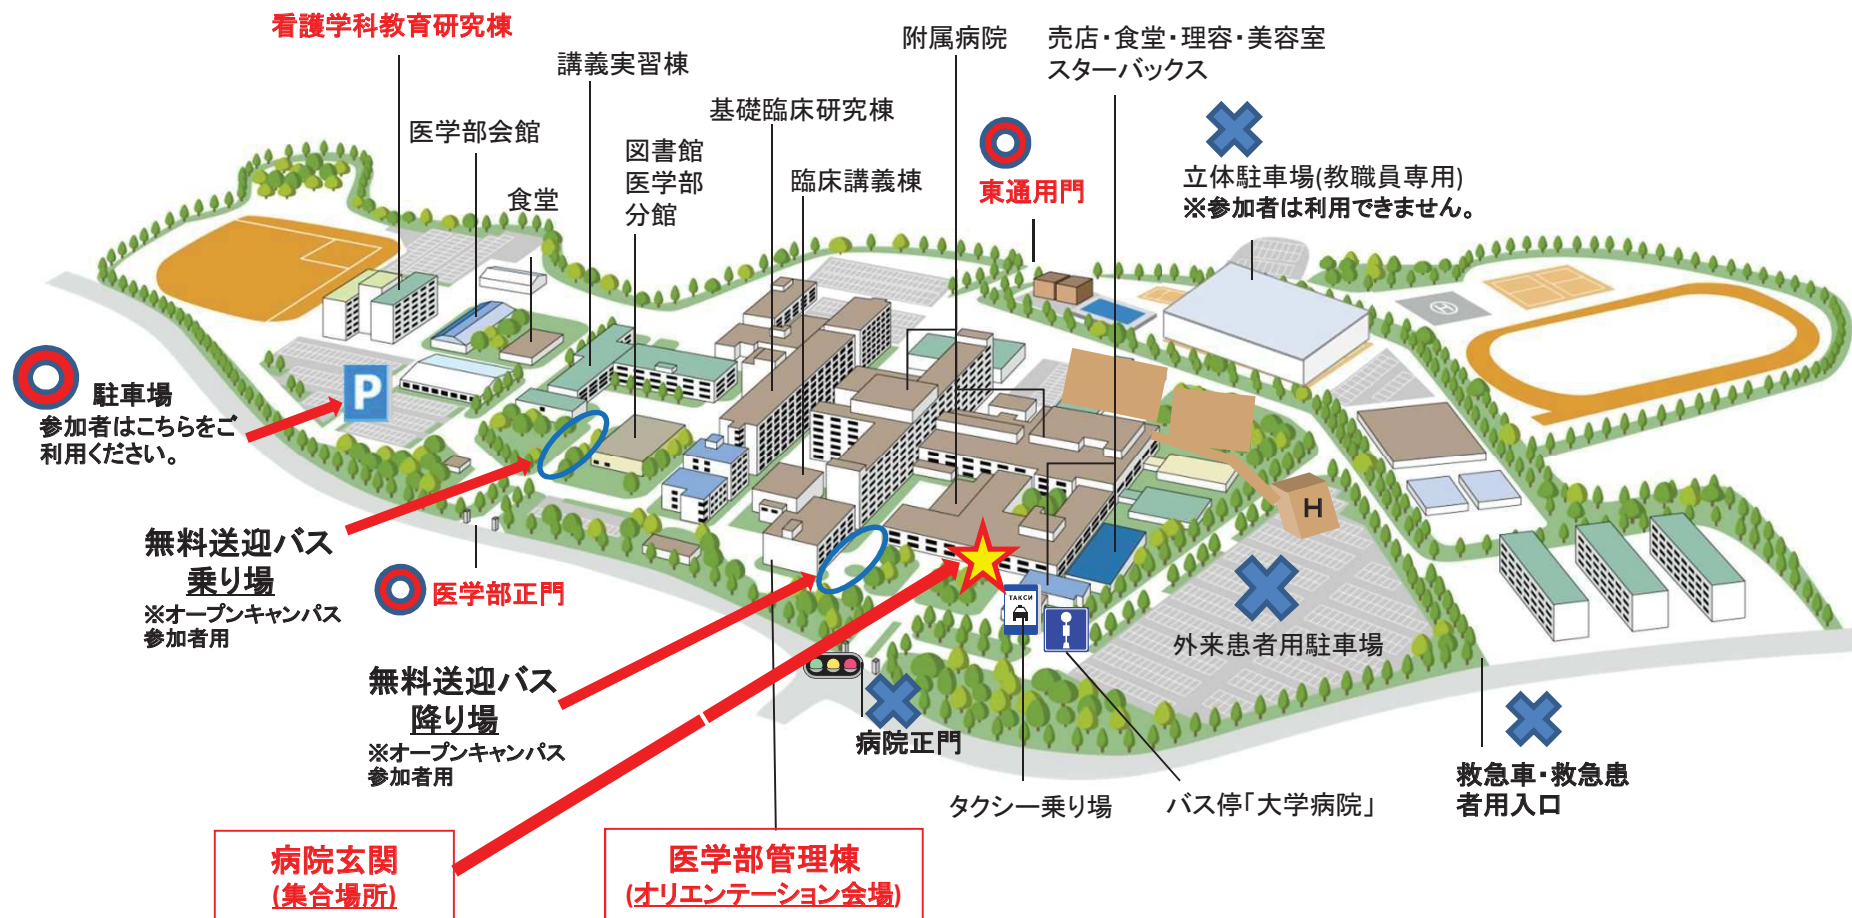 看護学科教育研究棟
講義実習棟
医学部会館
食堂
図書館
医学部
分館
基礎臨床研究棟
臨床講義棟
附属病院
売店・食堂・理容・美容室
スターバックス
東通用門
立体駐車場(教職員専用)
※参加者は利用できません。
駐車場
参加者はこちらをご
利用ください。
P
H
H
無料送迎バス
乗り場
※オープンキャンパス
参加者用
医学部正門
無料送迎バス
降り場
※オープンキャンパス
参加者用
ТАКСИ
外来患者用駐車場
病院正門
タクシー乗り場
バス停「大学病院」
救急車・救急患
者用入口
病院玄関
(集合場所)
医学部管理棟
(オリエンテーション会場)